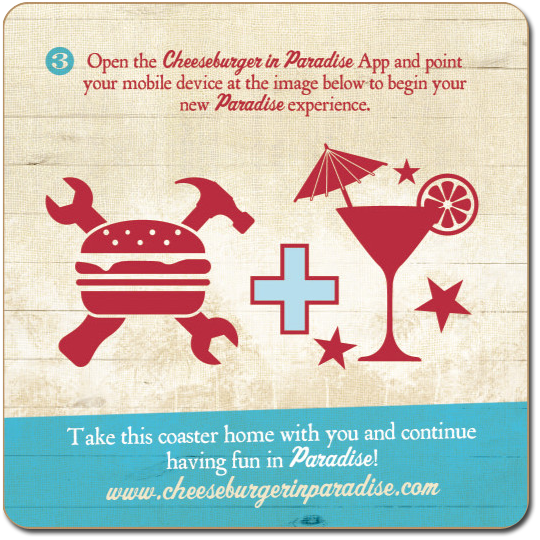 3 Open the Cheeseburger in Paradise App and point
your mobile device at the image below to begin your
new Paradise experience.
Take this coaster home with you and continue
having fun in Paradise!
www.cheeseburgerinparadise.com